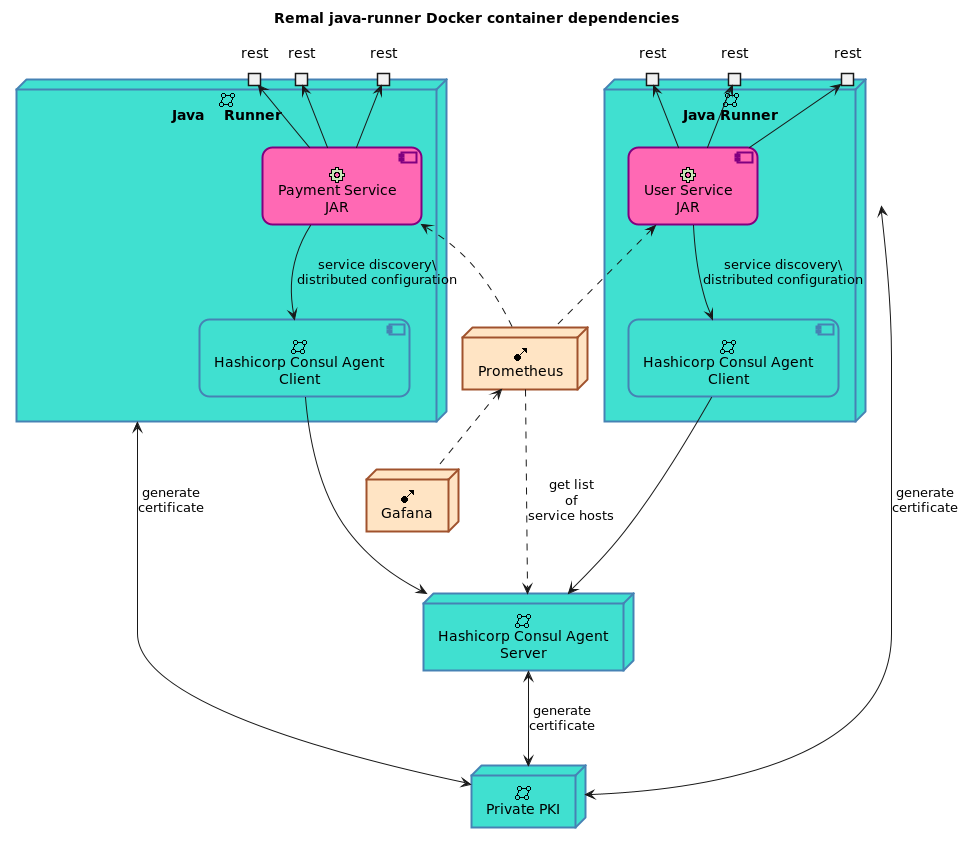 Remal java-runner Docker container dependencies
rest rest rest rest rest rest
Java Runner
Java Runner
Payment Service
JAR
User Service
JAR
service discovery\
distributed configuration
service discovery\
distributed configuration
Hashicorp Consul Agent
Client
Prometheus
Hashicorp Consul Agent
Client
generate
certificate
Gafana
get list
of
service hosts
generate
certificate
Hashicorp Consul Agent
Server
generate
certificate
Private PKI